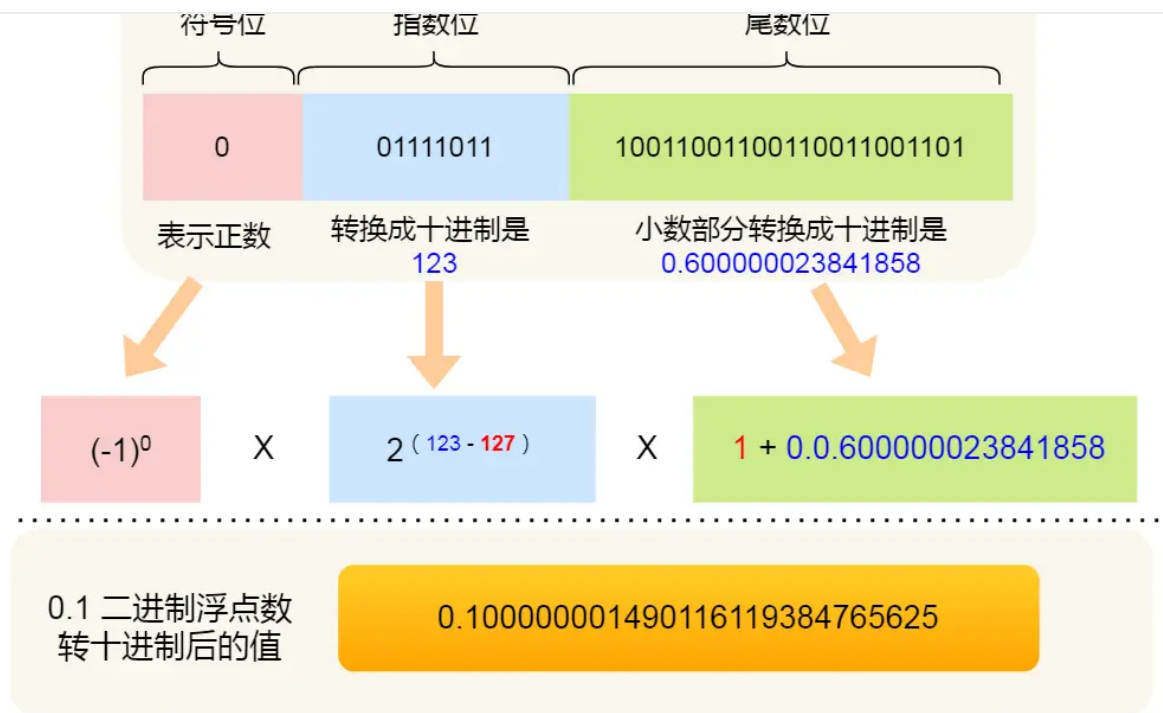 符号位 指数位 尾数位
0 01111011 10011001100110011001101
表示正数 转换成十进制是 小数部分转换成十进制是
123 0.600000023841858
(-1)⁰ X 2（123 - 127） X 1 + 0.0.600000023841858
0.1 二进制浮点数
转十进制后的值
0.100000001490116119384765625